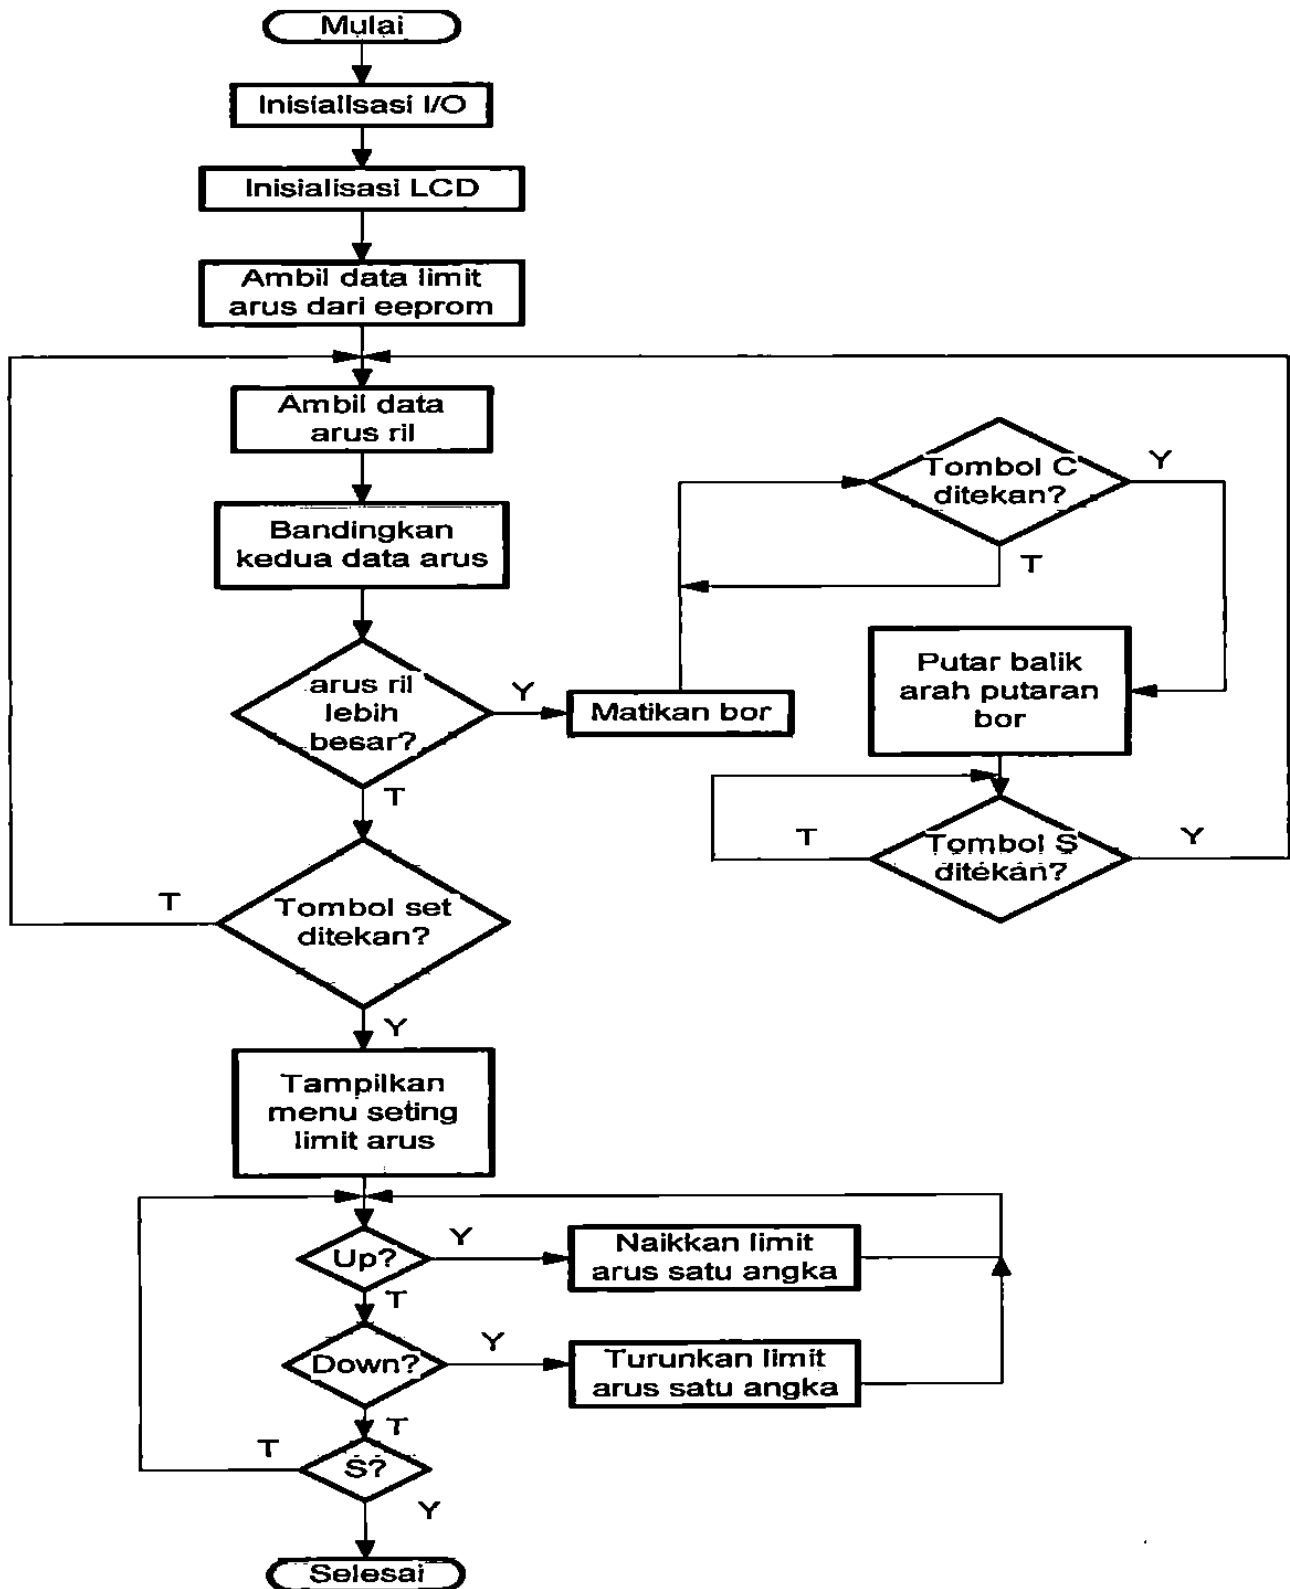 Mulai
Inisialisasi I/O
Inisialisasi LCD
Ambil data limit
arus dari eeprom
Ambil data
arus ril
Bandingkan
kedua data arus
arus ril
lebih
besar?
Y
Matikan bor
T
Tombol C
ditekan?
Y
T
Putar balik
arah putaran
bor
Tombol S
ditekan?
T
Y
Tombol set
ditekan?
T
Y
Tampilkan
menu seting
limit arus
Up?
Y
Naikkan limit
arus satu angka
T
Down?
Y
Turunkan limit
arus satu angka
T
S?
T
Y
Selesai